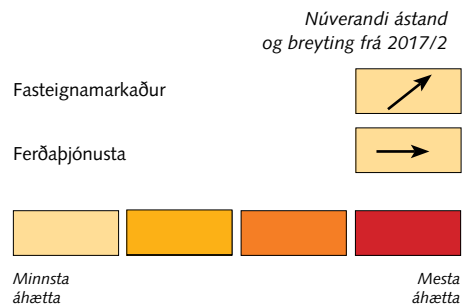 Núverandi ástand
og breyting frá 2017/2
Fasteignamarkaður
Ferðaþjónusta
Minnsta
áhætta
Mesta
áhætta